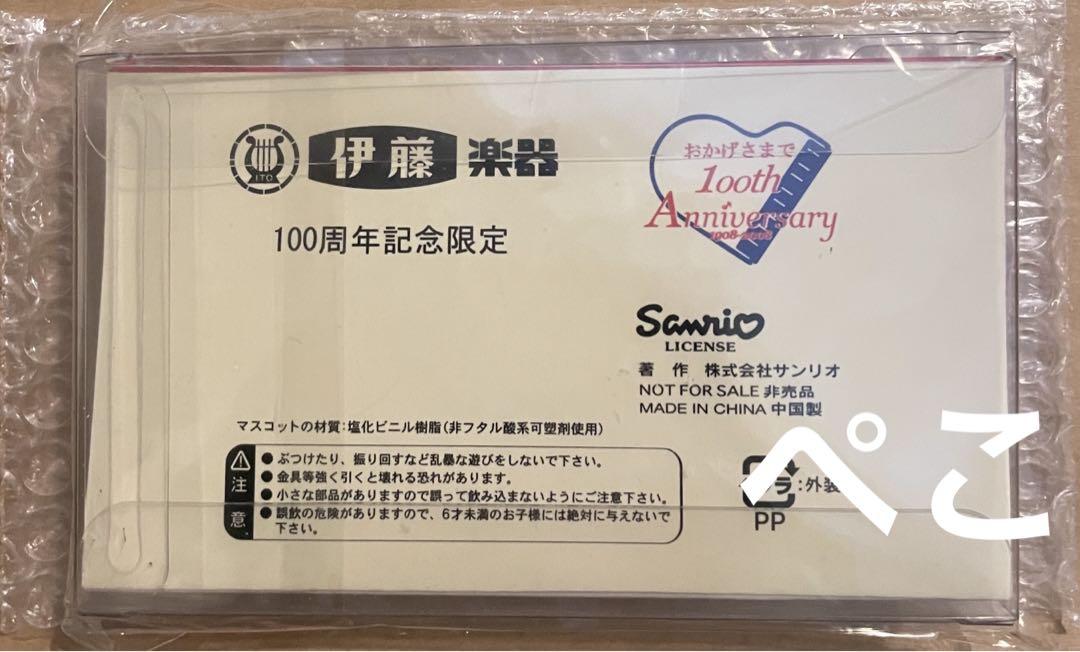 ITO
伊藤 楽器
100周年記念限定
おかげさまで
100th
Anniversary
Sanrio
LICENSE
著 作 株式会社サンリオ
NOT FOR SALE 非売品
MADE IN CHINA 中国製
マスコットの材質:塩化ビニル樹脂(非フタル酸系可塑剤使用)
注意
●ぶつけたり、振り回すなど乱暴な遊びをしないで下さい。
●金具等強く引くと壊れる恐れがあります。
●小さな部品がありますので誤って飲み込まないようにご注意下さい。
●誤飲の危険がありますので、6才未満のお子様には絶対に与えないで
下さい。
:外装
PP
ぺこ